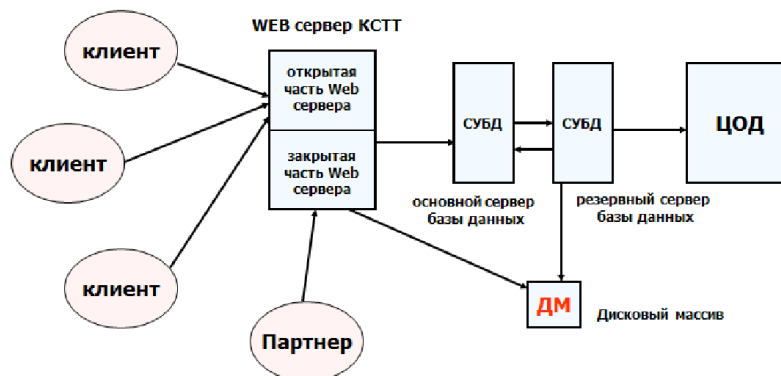 WEB сервер КСТТ
клиент
открытая
часть Web
сервера
клиент
закрытая
часть Web
сервера
СУБД
СУБД
ЦОД
основной сервер
базы данных
резервный сервер
базы данных
клиент
ДМ
Дисковый массив
Партнер